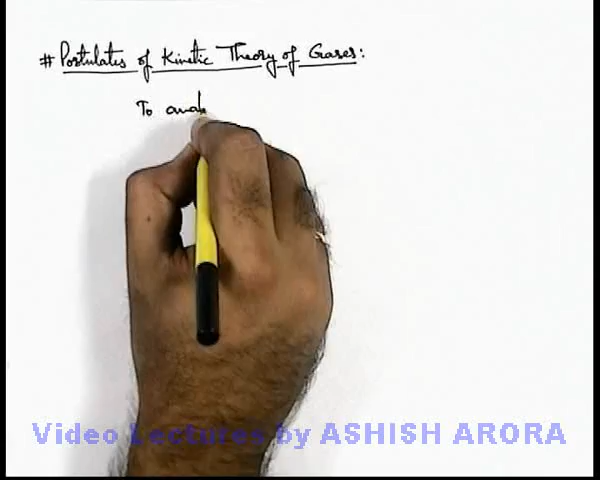 # Postulates of Kinetic Theory of Gases:
To anal
Video Lectures by ASHISH ARORA